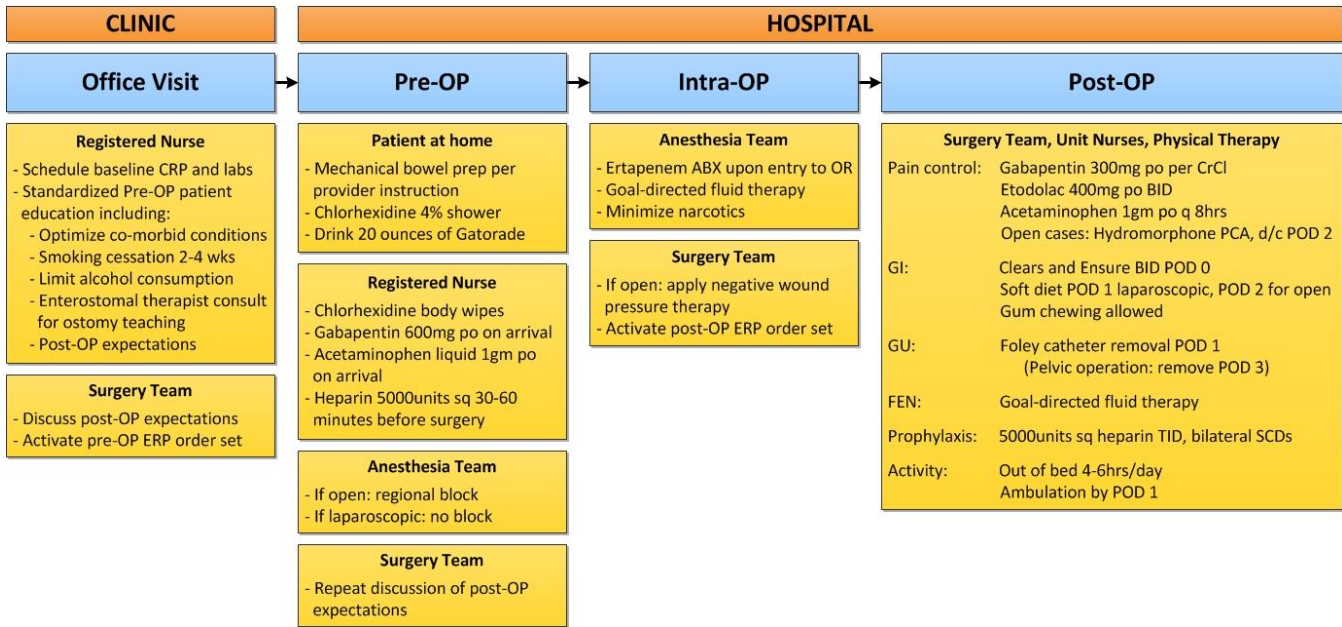 CLINIC
HOSPITAL
Office Visit
Pre-OP
Intra-OP
Post-OP
Registered Nurse
- Schedule baseline CRP and labs
- Standardized Pre-OP patient
education including:
- Optimize co-morbid conditions
- Smoking cessation 2-4 wks
- Limit alcohol consumption
- Enterostomal therapist consult
for ostomy teaching
- Post-OP expectations
Surgery Team
- Discuss post-OP expectations
- Activate pre-OP ERP order set
Patient at home
- Mechanical bowel prep per
provider instruction
- Chlorhexidine 4% shower
- Drink 20 ounces of Gatorade
Registered Nurse
- Chlorhexidine body wipes
- Gabapentin 600mg po on arrival
- Acetaminophen liquid 1gm po
on arrival
- Heparin 5000units sq 30-60
minutes before surgery
Anesthesia Team
- If open: regional block
- If laparoscopic: no block
Surgery Team
- Repeat discussion of post-OP
expectations
Anesthesia Team
- Ertapenem ABX upon entry to OR
- Goal-directed fluid therapy
- Minimize narcotics
Surgery Team
- If open: apply negative wound
pressure therapy
- Activate post-OP ERP order set
Surgery Team, Unit Nurses, Physical Therapy
Pain control: Gabapentin 300mg po per CrCl
Etodolac 400mg po BID
Acetaminophen 1gm po q 8hrs
Open cases: Hydromorphone PCA, d/c POD 2
GI: Clears and Ensure BID POD 0
Soft diet POD 1 laparoscopic, POD 2 for open
Gum chewing allowed
GU: Foley catheter removal POD 1
(Pelvic operation: remove POD 3)
FEN: Goal-directed fluid therapy
Prophylaxis: 5000units sq heparin TID, bilateral SCDs
Activity: Out of bed 4-6hrs/day
Ambulation by POD 1